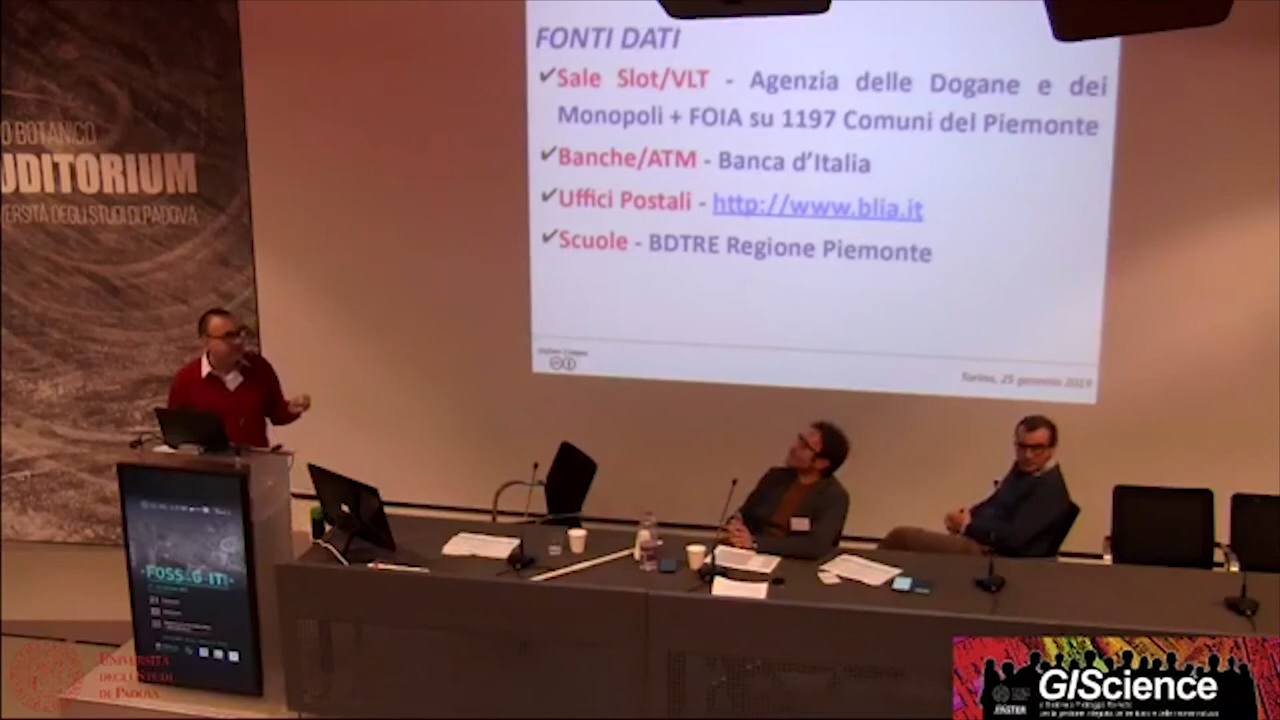 FONTI DATI
✓Sale Slot/VLT - Agenzia delle Dogane e dei
Monopoli + FOIA su 1197 Comuni del Piemonte
✓Banche/ATM - Banca d'Italia
✓Uffici Postali - http://www.blia.it
✓Scuole - BDTRE Regione Piemonte
Torino, 25 gennaio 2019
O BOTANICO
UDITORIUM
VERSITÀ DEGLI STUDI DI PADOVA
FOSS4G-IT!
UNIVERSITÀ
DEGLI STUDI
DI PADOVA
GIScience
MASTER